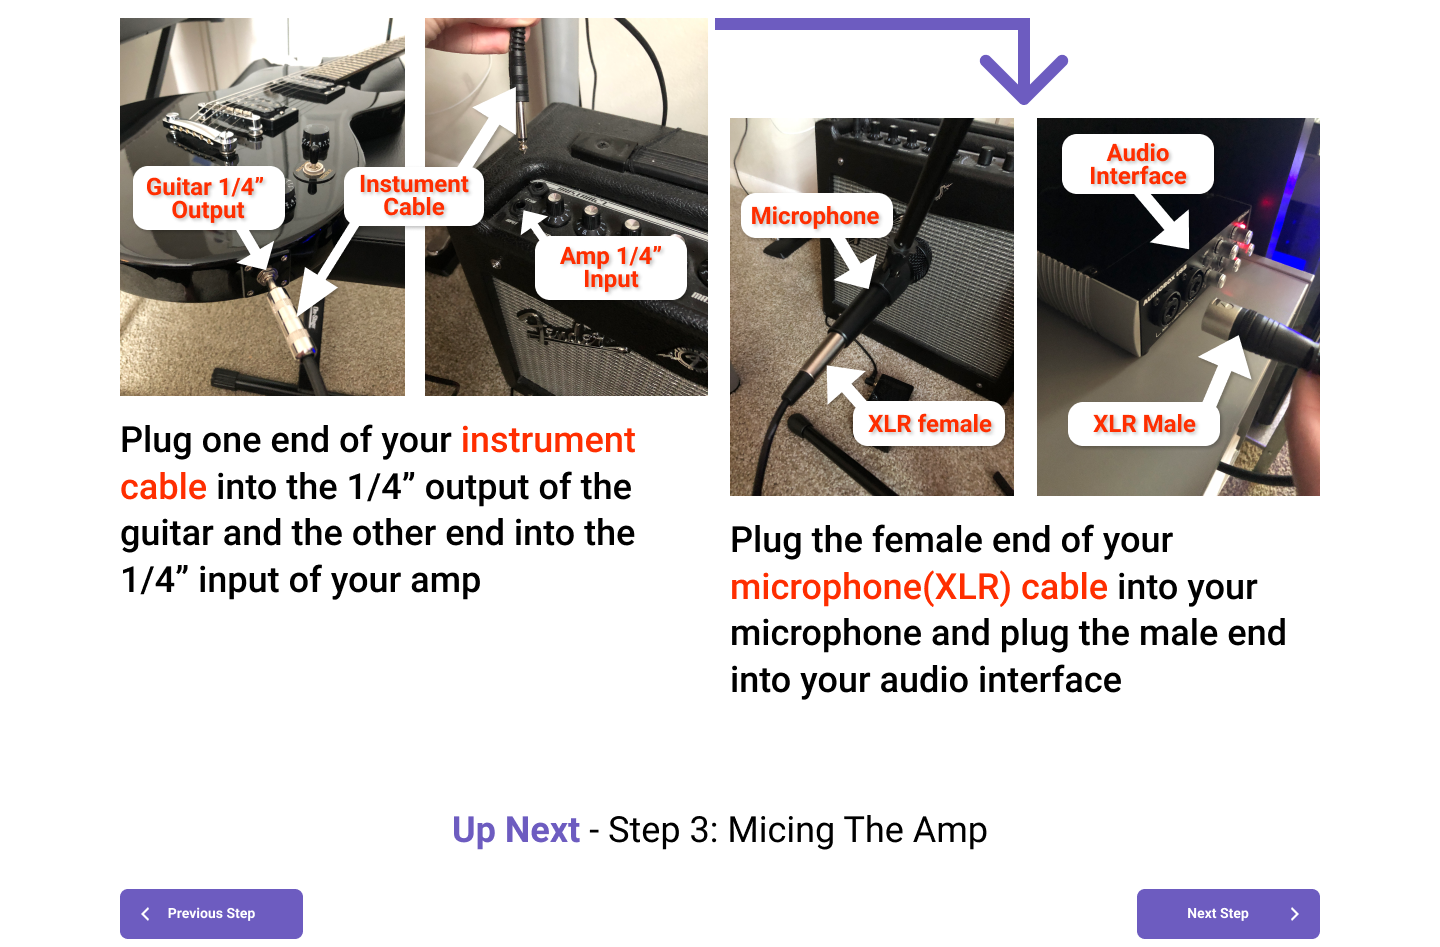 Guitar 1/4”
Output
Instument
Cable
Amp 1/4”
Input
Fender
Plug one end of your instrument
cable into the 1/4” output of the
guitar and the other end into the
1/4” input of your amp
Microphone
XLR female
Audio
Interface
AUDIOBOX USB
XLR Male
Plug the female end of your
microphone(XLR) cable into your
microphone and plug the male end
into your audio interface
Up Next - Step 3: Micing The Amp
Previous Step
Next Step